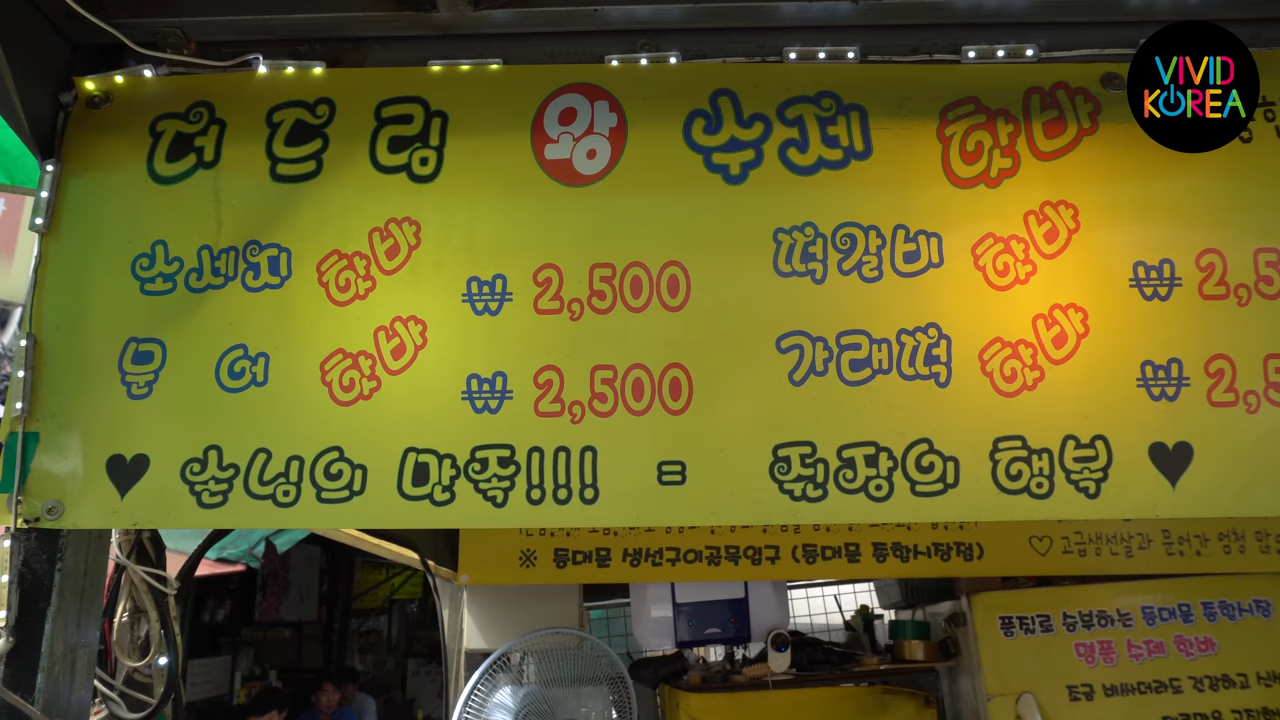 더드림 왕 수제 핫바
소세지 핫바 ₩ 2,500 떡갈비 핫바 ₩ 2,5
문어 핫바 ₩ 2,500 가래떡 핫바 ₩ 2,5
♥ 손님의 만족!!! = 쥔장의 행복 ♥
※ 동대문 생선구이골목입구 (동대문 종합시장점)
♡ 고급생선살과 문어가 엄청 많
품질로 승부하는 동대문 종합시장
명품 수제 핫바
조금 비싸더라도 건강하고 신
VIVID
KOREA